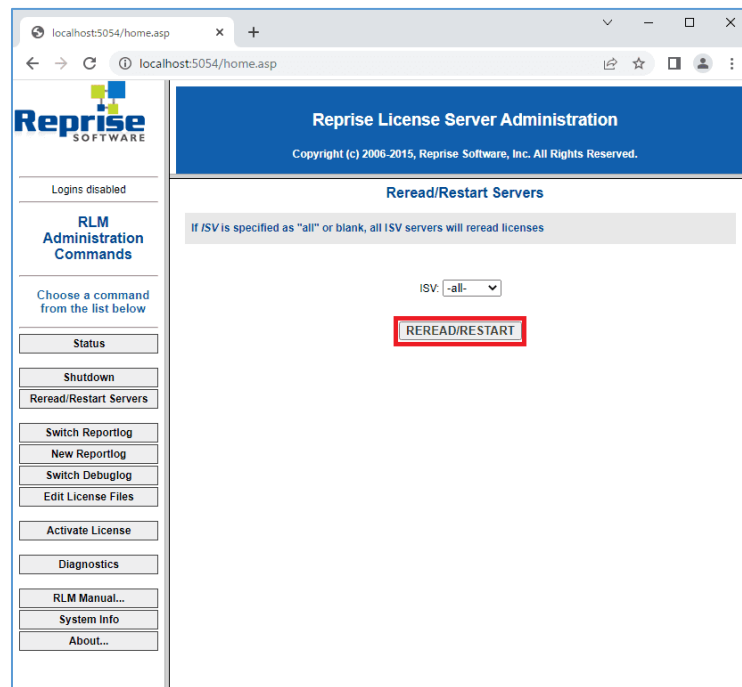 localhost:5054/home.asp
localhost:5054/home.asp
Reprise
SOFTWARE
Reprise License Server Administration
Copyright (c) 2006-2015, Reprise Software, Inc. All Rights Reserved.
Logins disabled
RLM
Administration
Commands
Choose a command
from the list below
Status
Shutdown
Reread/Restart Servers
Switch Reportlog
New Reportlog
Switch Debuglog
Edit License Files
Activate License
Diagnostics
RLM Manual...
System Info
About...
Reread/Restart Servers
If ISV is specified as "all" or blank, all ISV servers will reread licenses
ISV: -all-
REREAD/RESTART